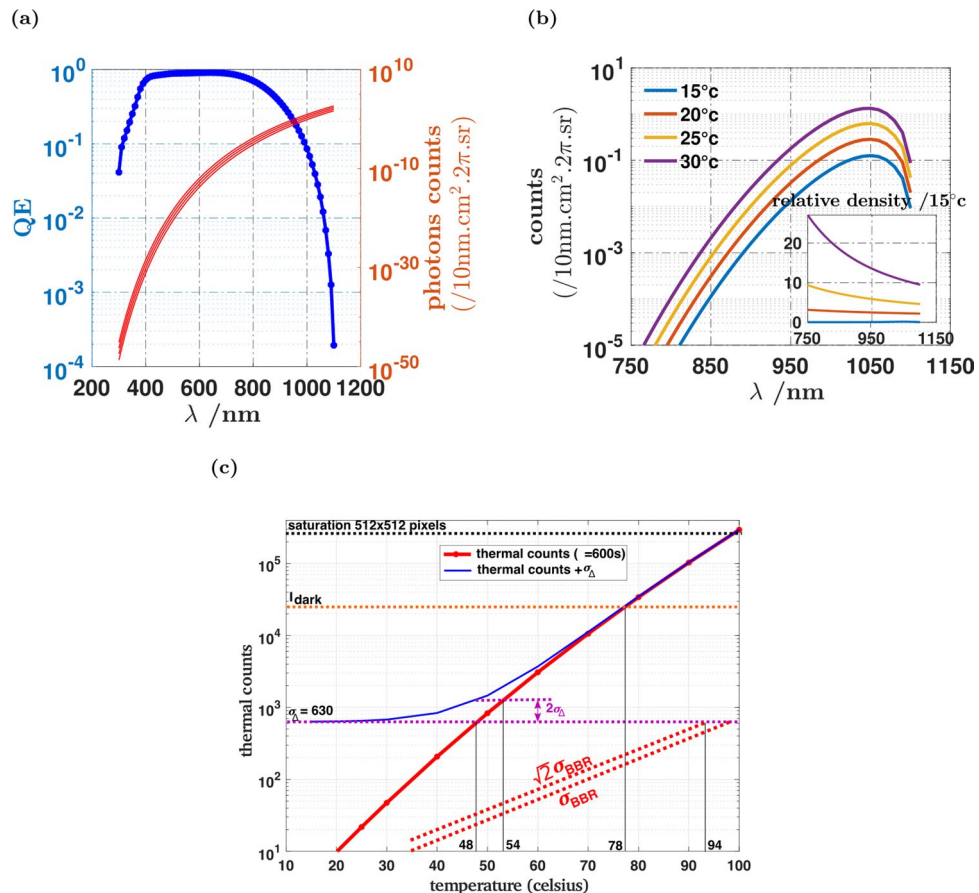 (a)
QE
10^0
10^-1
10^-2
10^-3
10^-4
10^10
10^-10
10^-30
10^-50
photons counts
(/10nm.cm^2.2π.sr)
200 400 600 800 1000 1200
λ /nm
(b)
counts
(/10nm.cm^2.2π.sr)
10^1
10^-1
10^-3
10^-5
15°c
20°c
25°c
30°c
relative density /15°c
20
10
0
750 950 1150
750 850 950 1050 1150
λ /nm
(c)
thermal counts
10^5
10^4
10^3
10^2
10^1
saturation 512x512 pixels
thermal counts ( =600s)
thermal counts +σ_Δ
I_dark
σ_Δ = 630
2σ_Δ
√2 σ_BBR
σ_BBR
48 54 78 94
10 20 30 40 50 60 70 80 90 100
temperature (celsius)